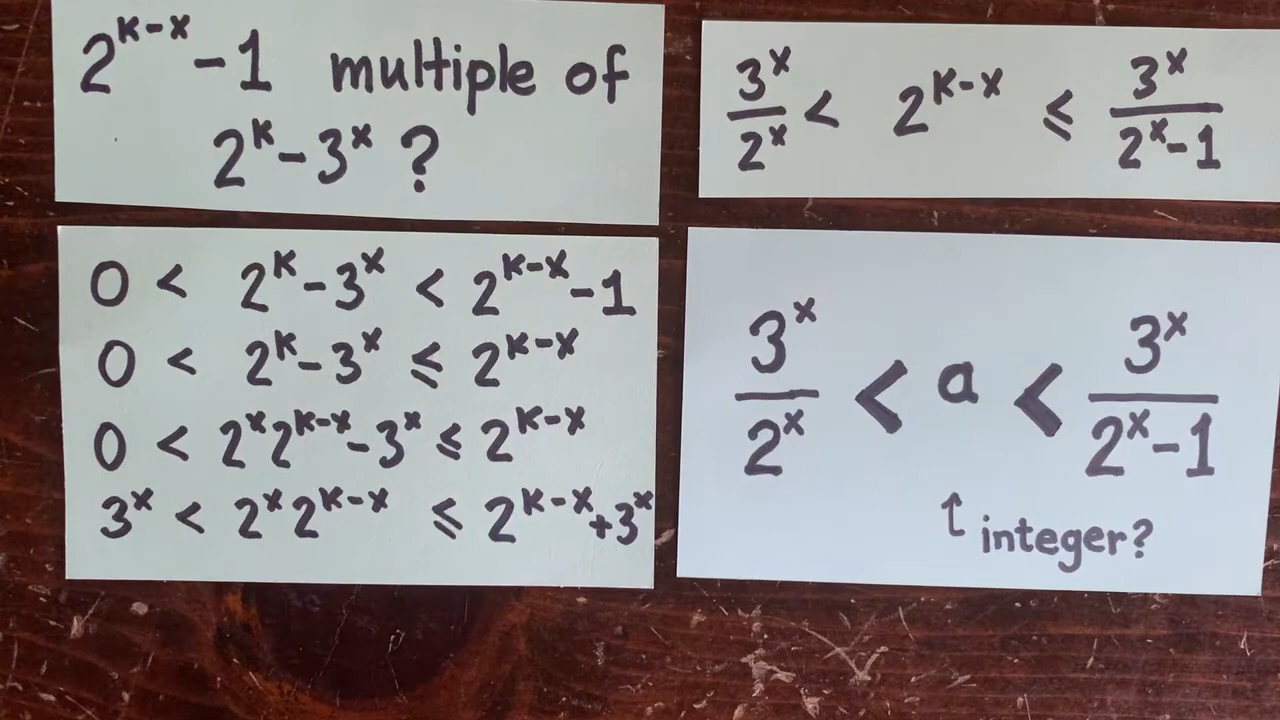 2^{k-x} - 1 multiple of
2^k - 3^x ?
0 < 2^k - 3^x < 2^{k-x} - 1
0 < 2^k - 3^x ≤ 2^{k-x}
0 < 2^x 2^{k-x} - 3^x ≤ 2^{k-x}
3^x < 2^x 2^{k-x} ≤ 2^{k-x} + 3^x
3^x/2^x < 2^{k-x} ≤ 3^x/(2^x - 1)
3^x/2^x < a < 3^x/(2^x - 1)
↑ integer?